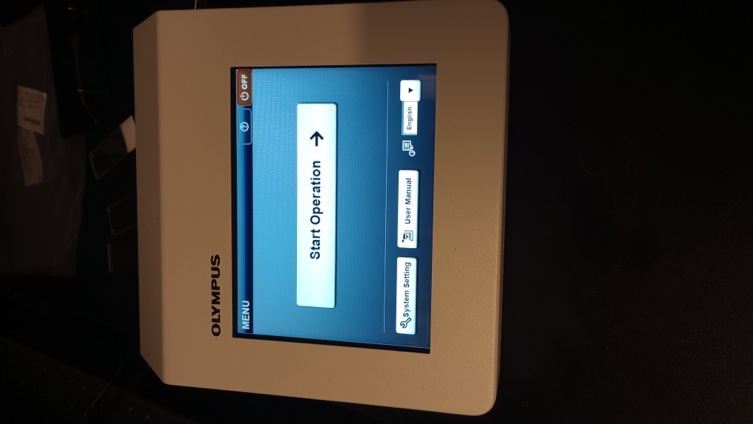 OLYMPUS
MENU
OFF
Start Operation
System Setting
User Manual
English